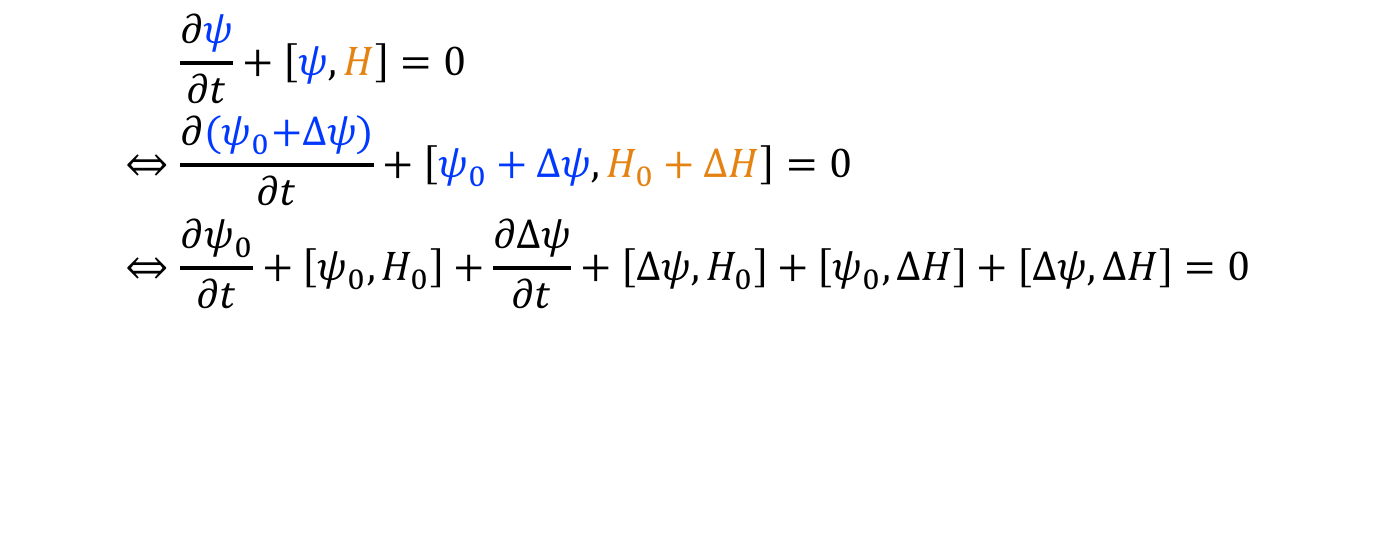 ∂ψ/∂t + [ψ, H] = 0
⇔ ∂(ψ₀+Δψ)/∂t + [ψ₀ + Δψ, H₀ + ΔH] = 0
⇔ ∂ψ₀/∂t + [ψ₀, H₀] + ∂Δψ/∂t + [Δψ, H₀] + [ψ₀, ΔH] + [Δψ, ΔH] = 0